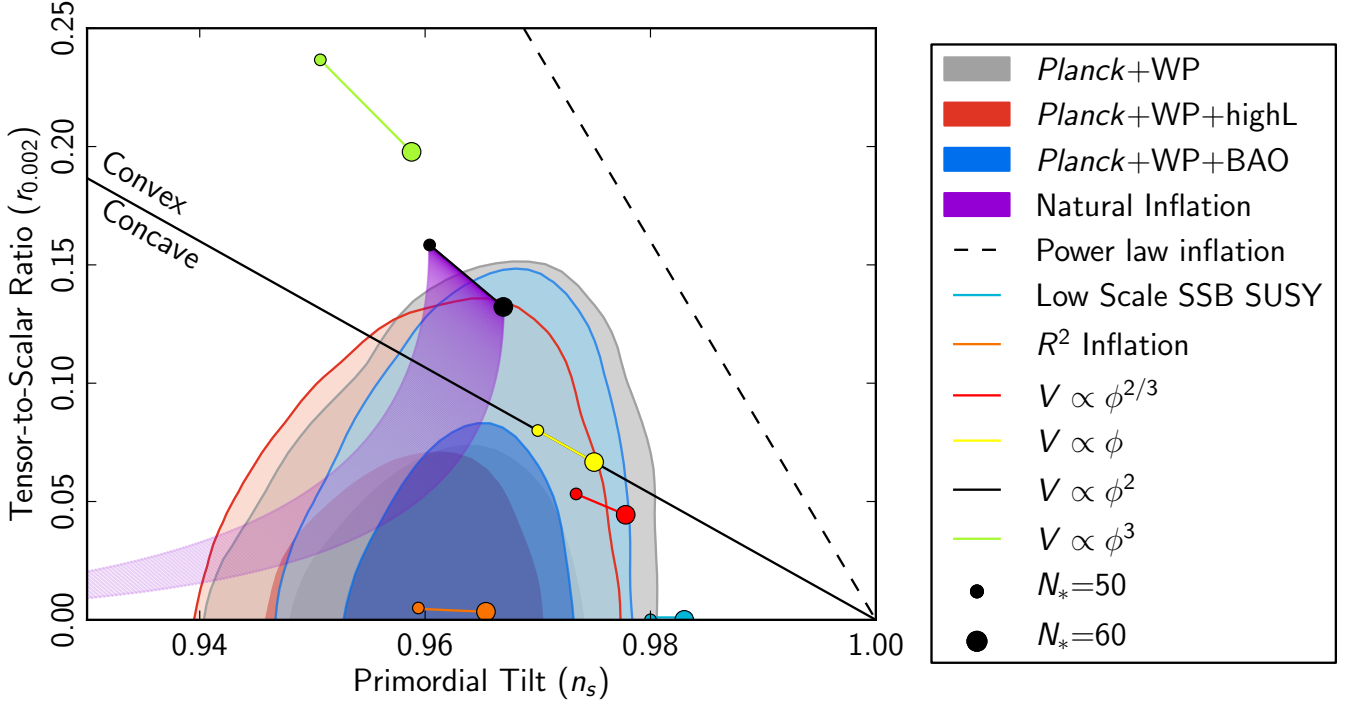 Tensor-to-Scalar Ratio (r0.002)
0.25
0.20
0.15
0.10
0.05
0.00
Convex
Concave
0.94
0.96
0.98
1.00
Primordial Tilt (ns)
Planck+WP
Planck+WP+highL
Planck+WP+BAO
Natural Inflation
Power law inflation
Low Scale SSB SUSY
R² Inflation
V ∝ ϕ^{2/3}
V ∝ ϕ
V ∝ ϕ²
V ∝ ϕ³
N*=50
N*=60